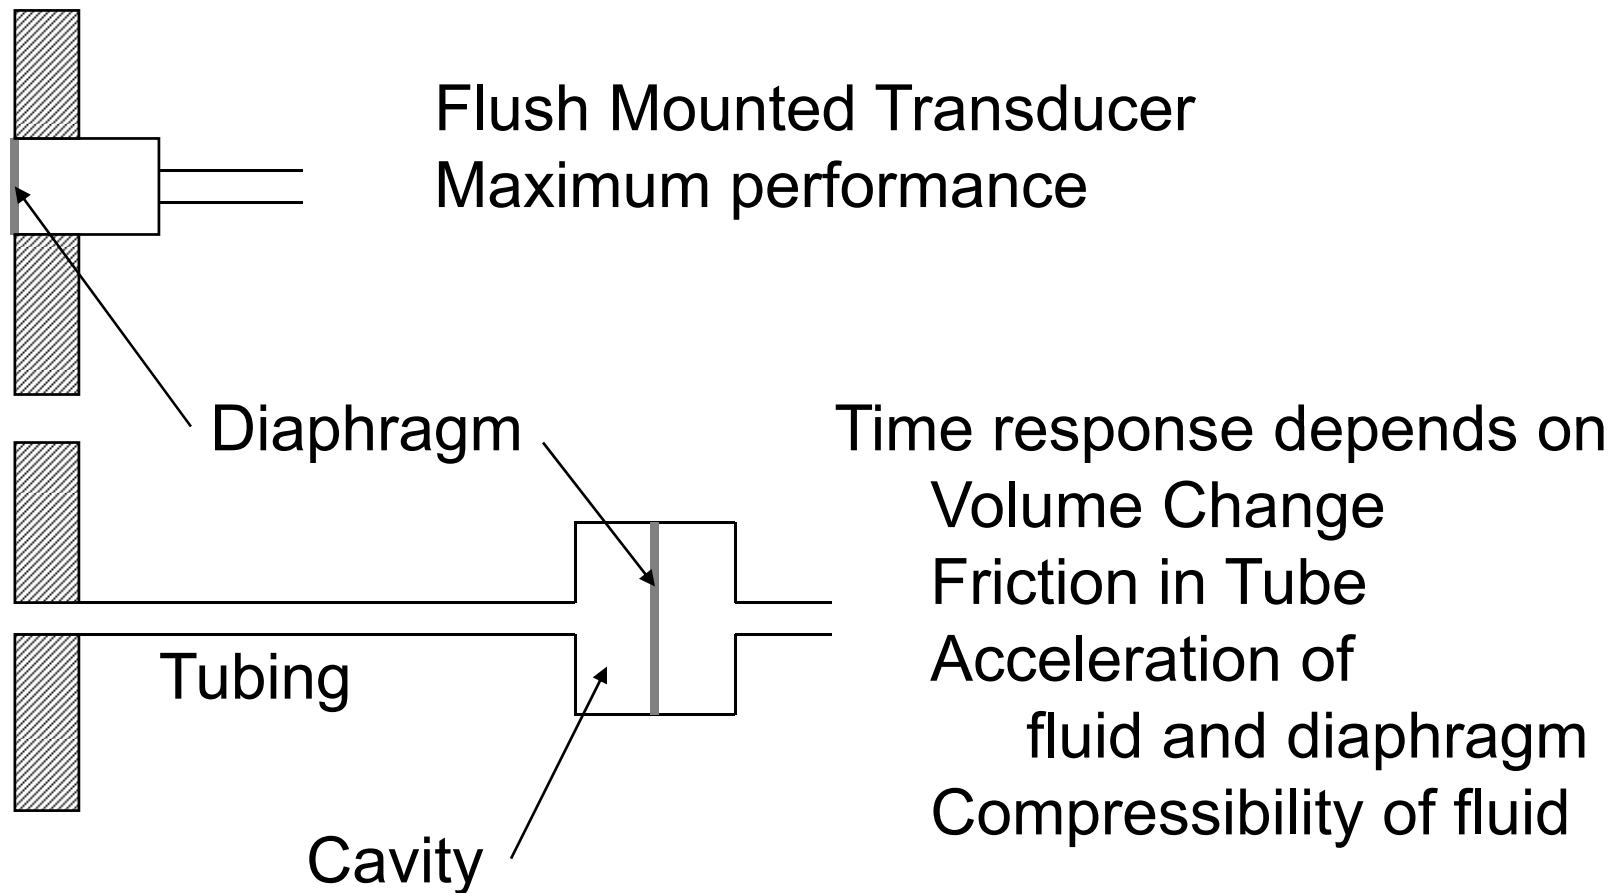 Flush Mounted Transducer
Maximum performance
Diaphragm
Time response depends on
Volume Change
Friction in Tube
Acceleration of
fluid and diaphragm
Compressibility of fluid
Tubing
Cavity